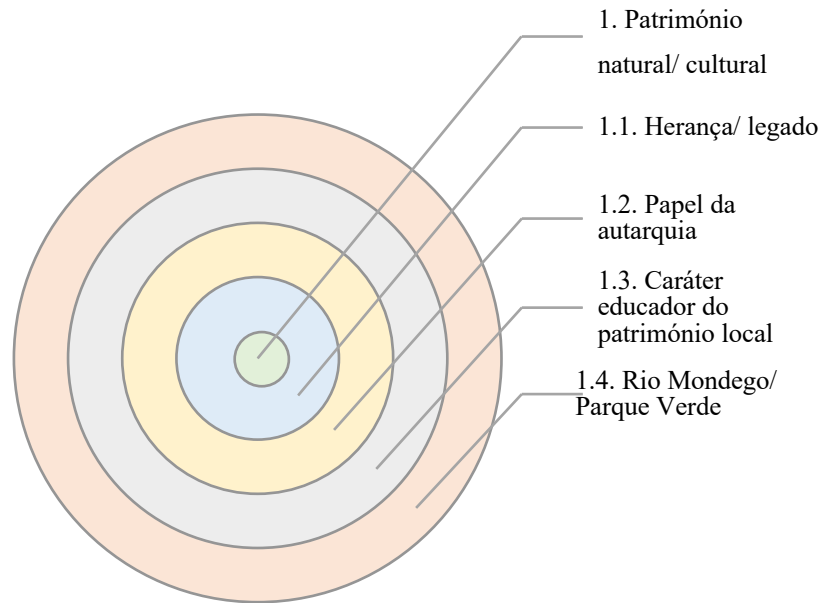 1. Património
natural/ cultural
1.1. Herança/ legado
1.2. Papel da
autarquia
1.3. Caráter
educador do
património local
1.4. Rio Mondego/
Parque Verde